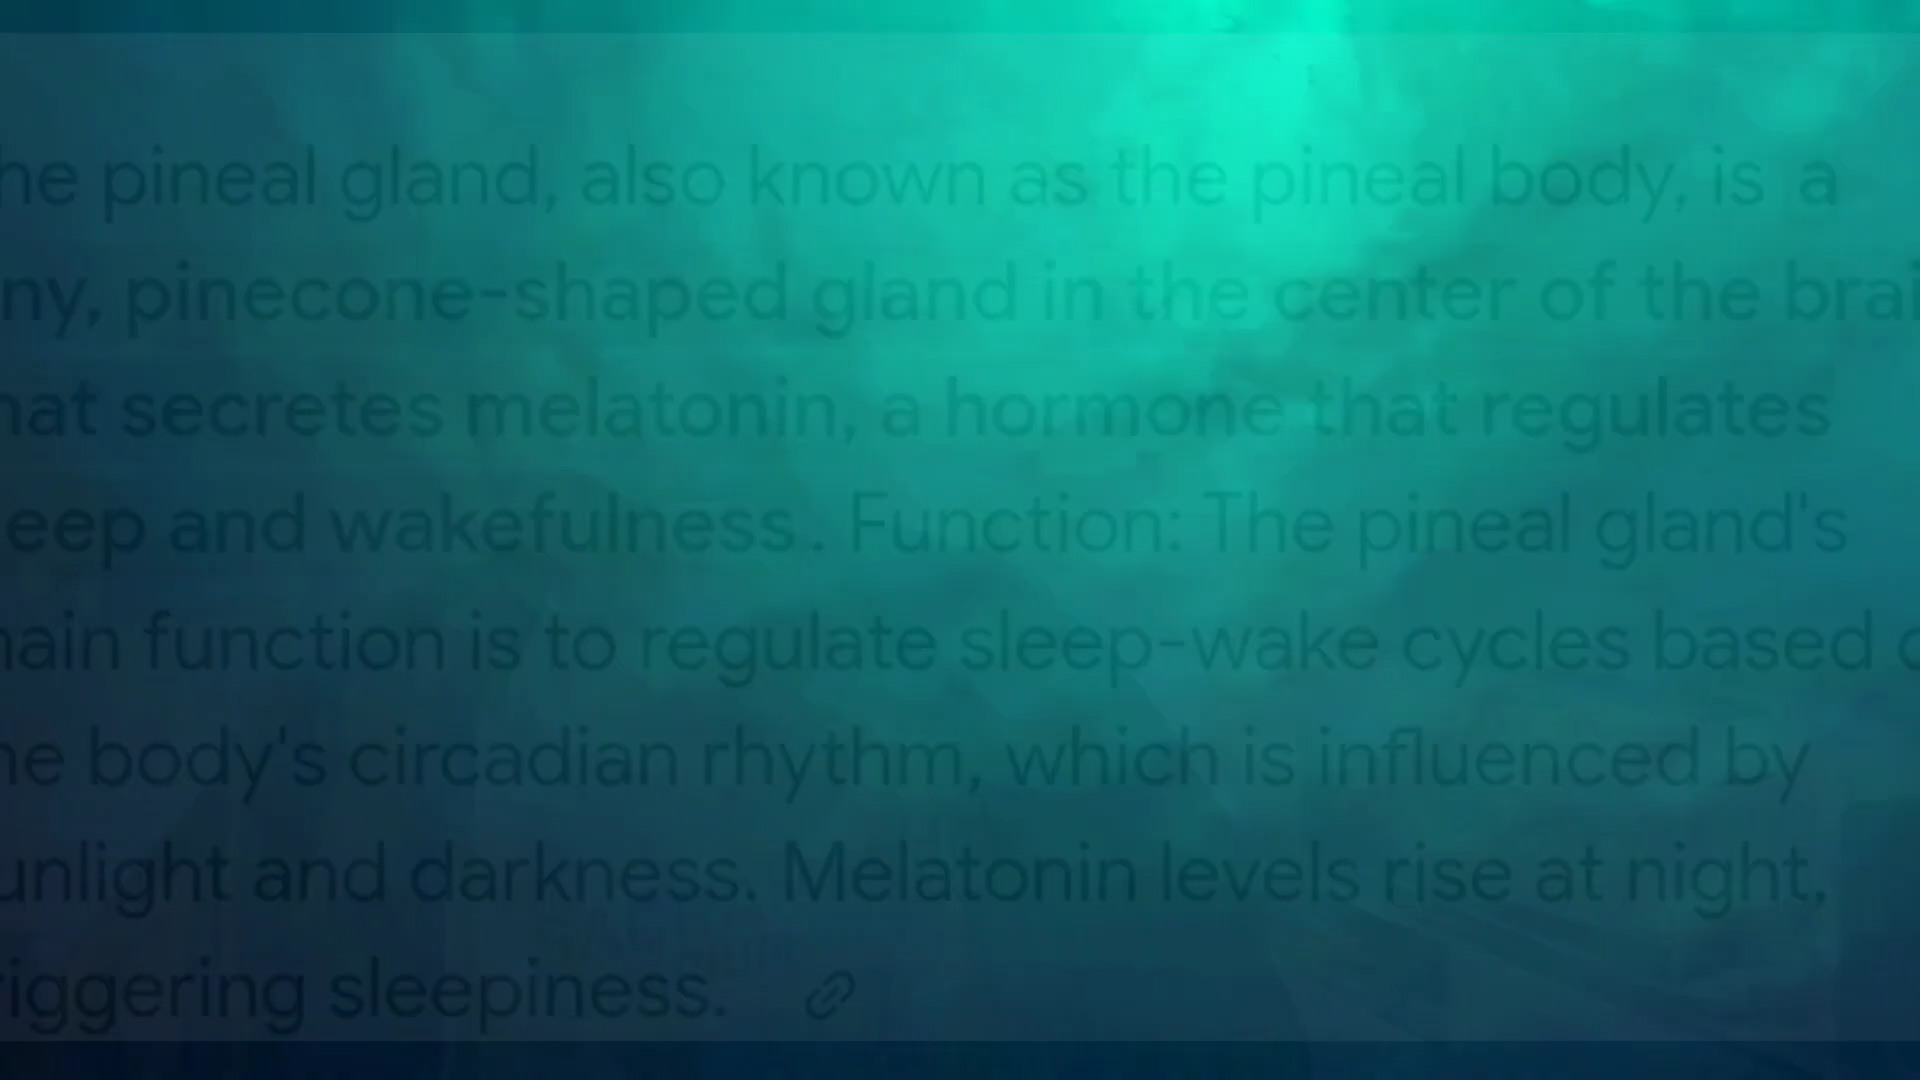 he pineal gland, also known as the pineal body, is a
ny, pinecone-shaped gland in the center of the brai
hat secretes melatonin, a hormone that regulates
eep and wakefulness. Function: The pineal gland's
nain function is to regulate sleep-wake cycles based o
he body's circadian rhythm, which is influenced by
unlight and darkness. Melatonin levels rise at night,
riggering sleepiness.